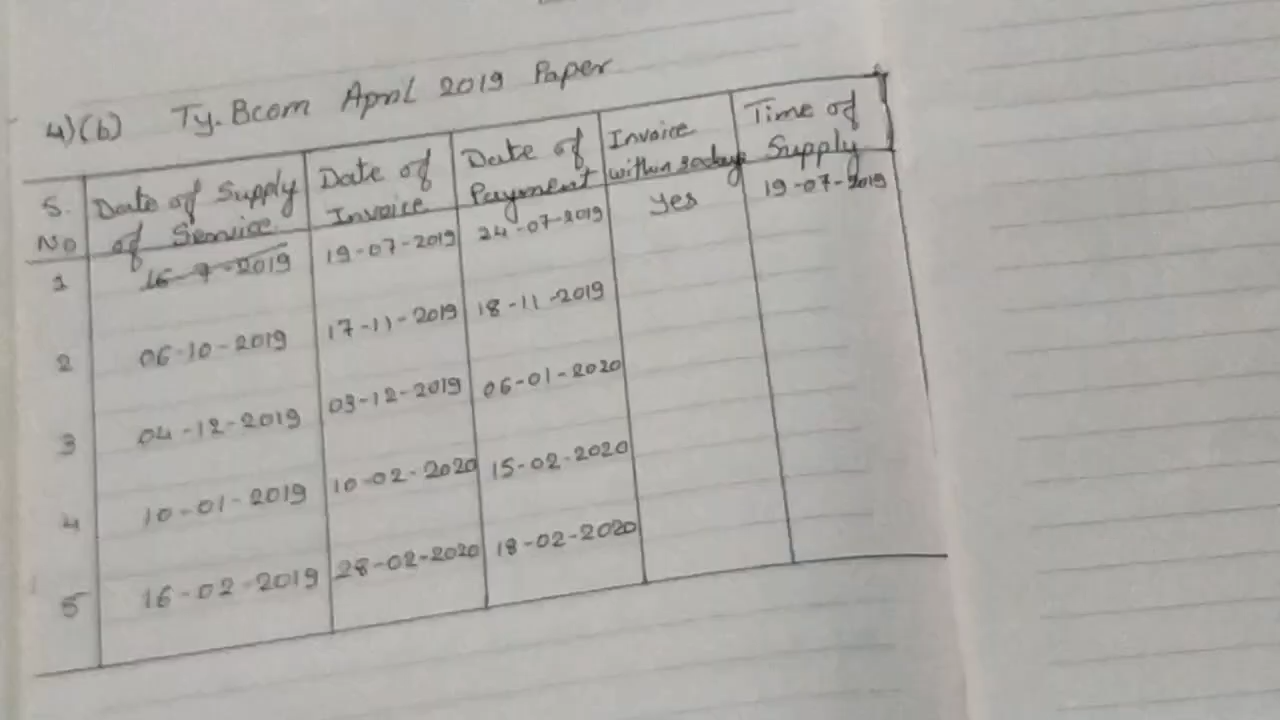 4)(b) Ty. Bcom April 2019 Paper
S. No | Date of Supply of Service | Date of Invoice | Date of Payment | Invoice within 30 days | Time of Supply
1 | 16-7-2019 | 19-07-2019 | 24-07-2019 | Yes | 19-07-2019
2 | 06-10-2019 | 17-11-2019 | 18-11-2019
3 | 04-12-2019 | 03-12-2019 | 06-01-2020
4 | 10-01-2019 | 10-02-2020 | 15-02-2020
5 | 16-02-2019 | 28-02-2020 | 18-02-2020